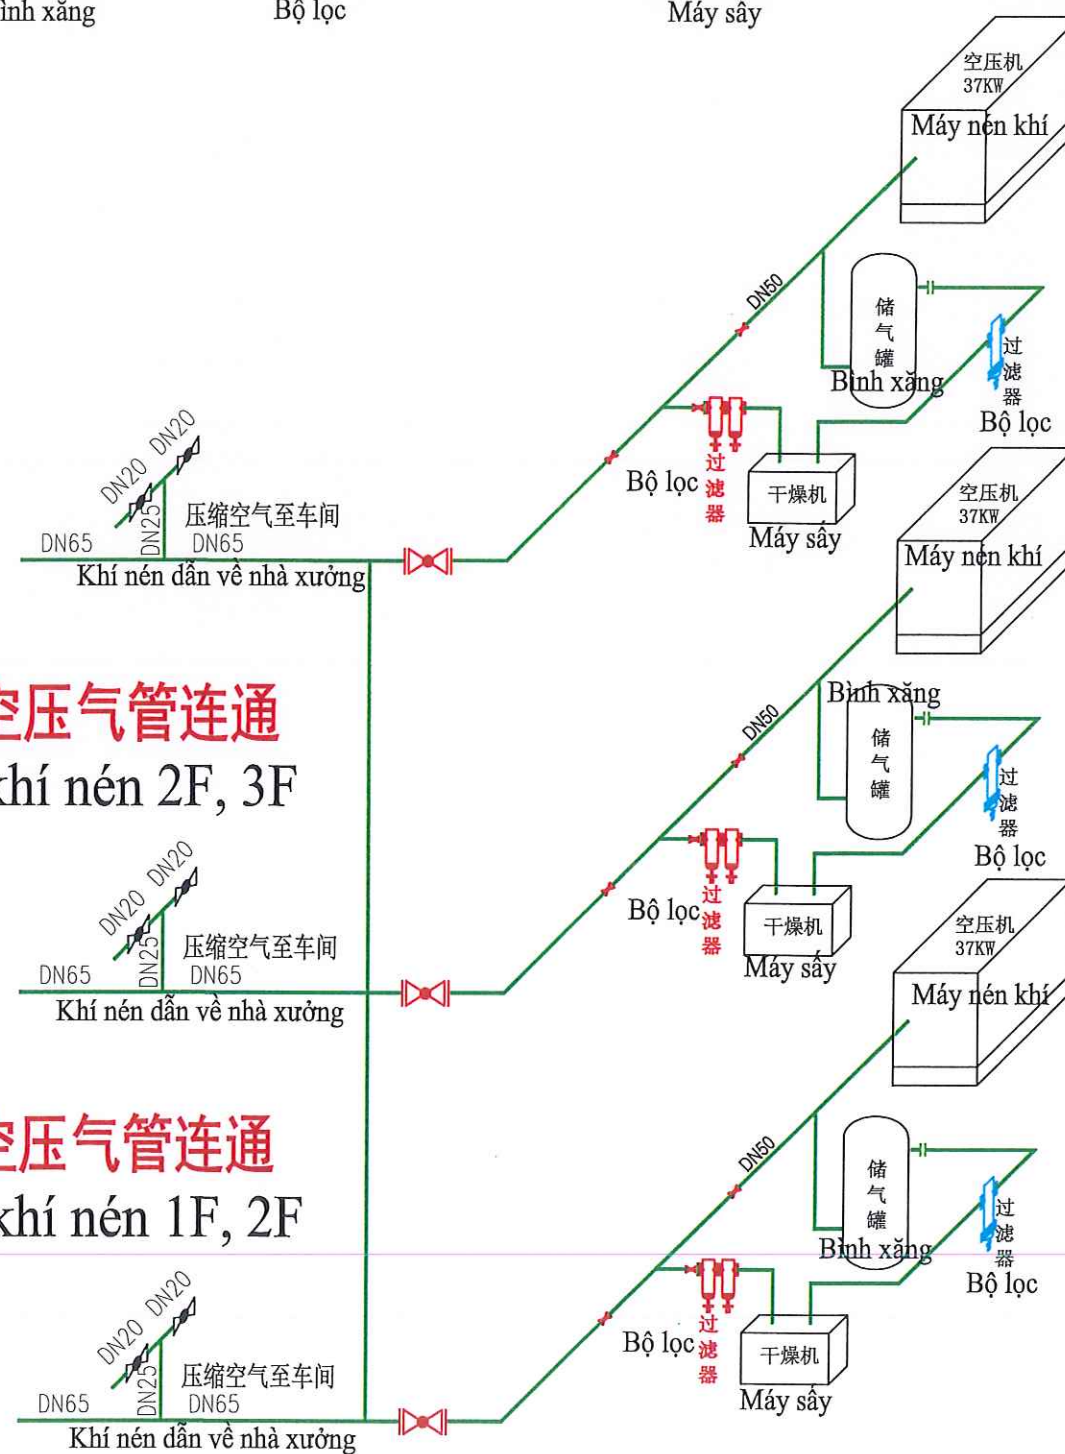 ình xăng
Bộ lọc
Máy sây
空压机
37KW
Máy nén khí
DN50
储气罐
Bình xăng
过滤器
Bộ lọc
过滤器
Bộ lọc
干燥机
Máy sấy
DN20
DN20
DN25
压缩空气至车间
DN65
DN65
Khí nén dẫn về nhà xưởng
空压机
37KW
Máy nén khí
空压气管连通
khí nén 2F, 3F
DN50
Bình xăng
储气罐
过滤器
Bộ lọc
过滤器
Bộ lọc
干燥机
Máy sấy
DN20
DN20
DN25
压缩空气至车间
DN65
DN65
Khí nén dẫn về nhà xưởng
空压机
37KW
Máy nén khí
空压气管连通
khí nén 1F, 2F
DN50
储气罐
Bình xăng
过滤器
Bộ lọc
过滤器
Bộ lọc
干燥机
Máy sấy
DN20
DN20
DN25
压缩空气至车间
DN65
DN65
Khí nén dẫn về nhà xưởng